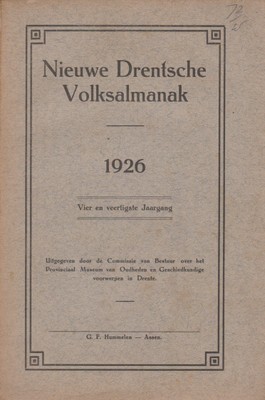 Nieuwe Drentsche
Volksalmanak
1926
Vier en veertigste Jaargang
Uitgegeven door de Commissie van Bestuur over het
Provinciaal Museum van Oudheden en Geschiedkundige
voorwerpen in Drente.
G. F. Hummelen — Assen.